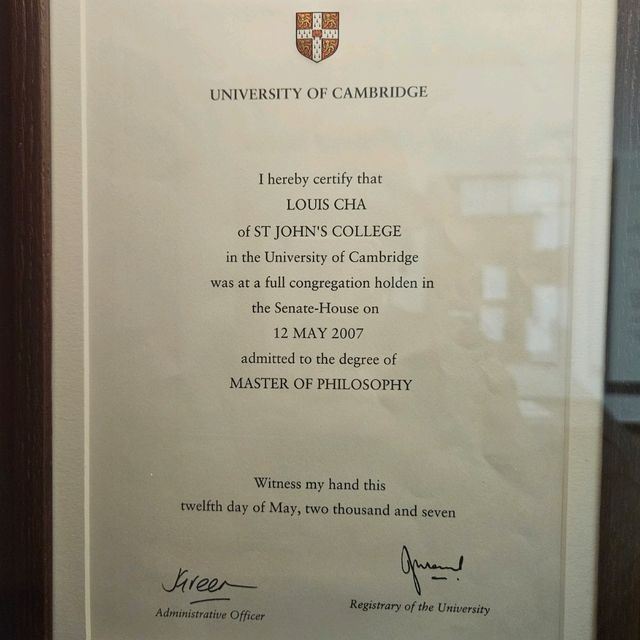 UNIVERSITY OF CAMBRIDGE
I hereby certify that
LOUIS CHA
of ST JOHN'S COLLEGE
in the University of Cambridge
was at a full congregation holden in
the Senate-House on
12 MAY 2007
admitted to the degree of
MASTER OF PHILOSOPHY
Witness my hand this
twelfth day of May, two thousand and seven
Administrative Officer
Registrary of the University